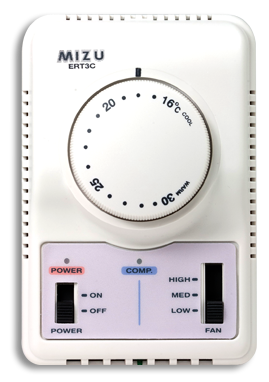 MIZU
ERT3C
16°C COOL
20
25
WARM 30
POWER
COMP.
HIGH
ON
MED
OFF
LOW
POWER
FAN